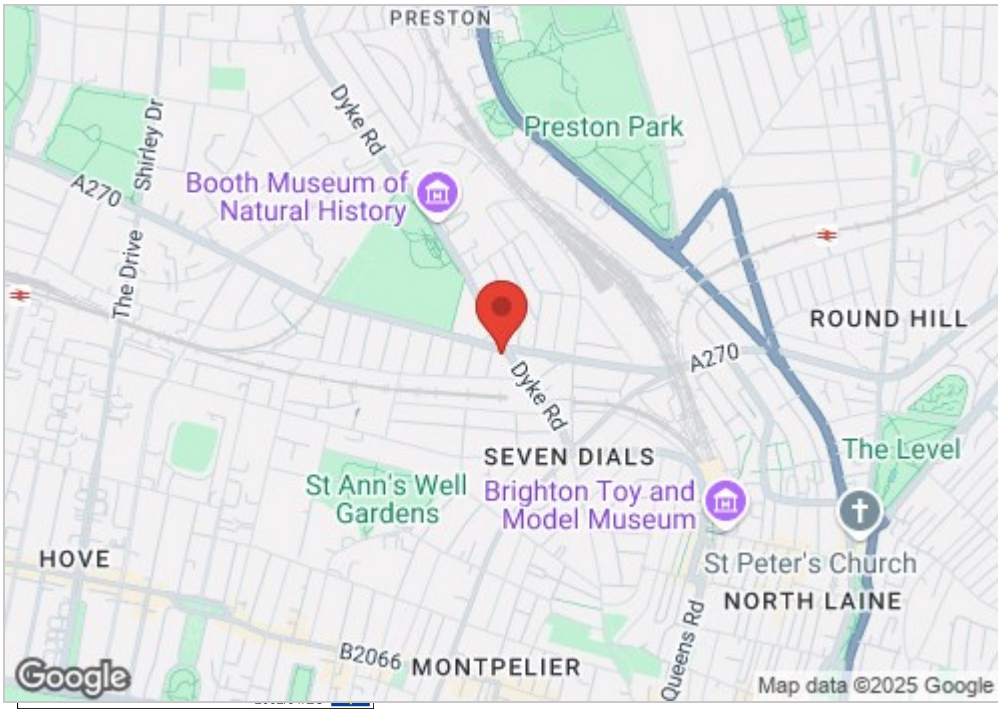 PRESTON
Dyke Rd
Shirley Dr
Preston Park
A270
Booth Museum of
Natural History
The Drive
ROUND HILL
A270
Dyke Rd
SEVEN DIALS
The Level
St Ann's Well
Gardens
Brighton Toy and
Model Museum
HOVE
St Peter's Church
NORTH LAINE
Queens Rd
B2066
MONTPELIER
Google
Map data ©2025 Google